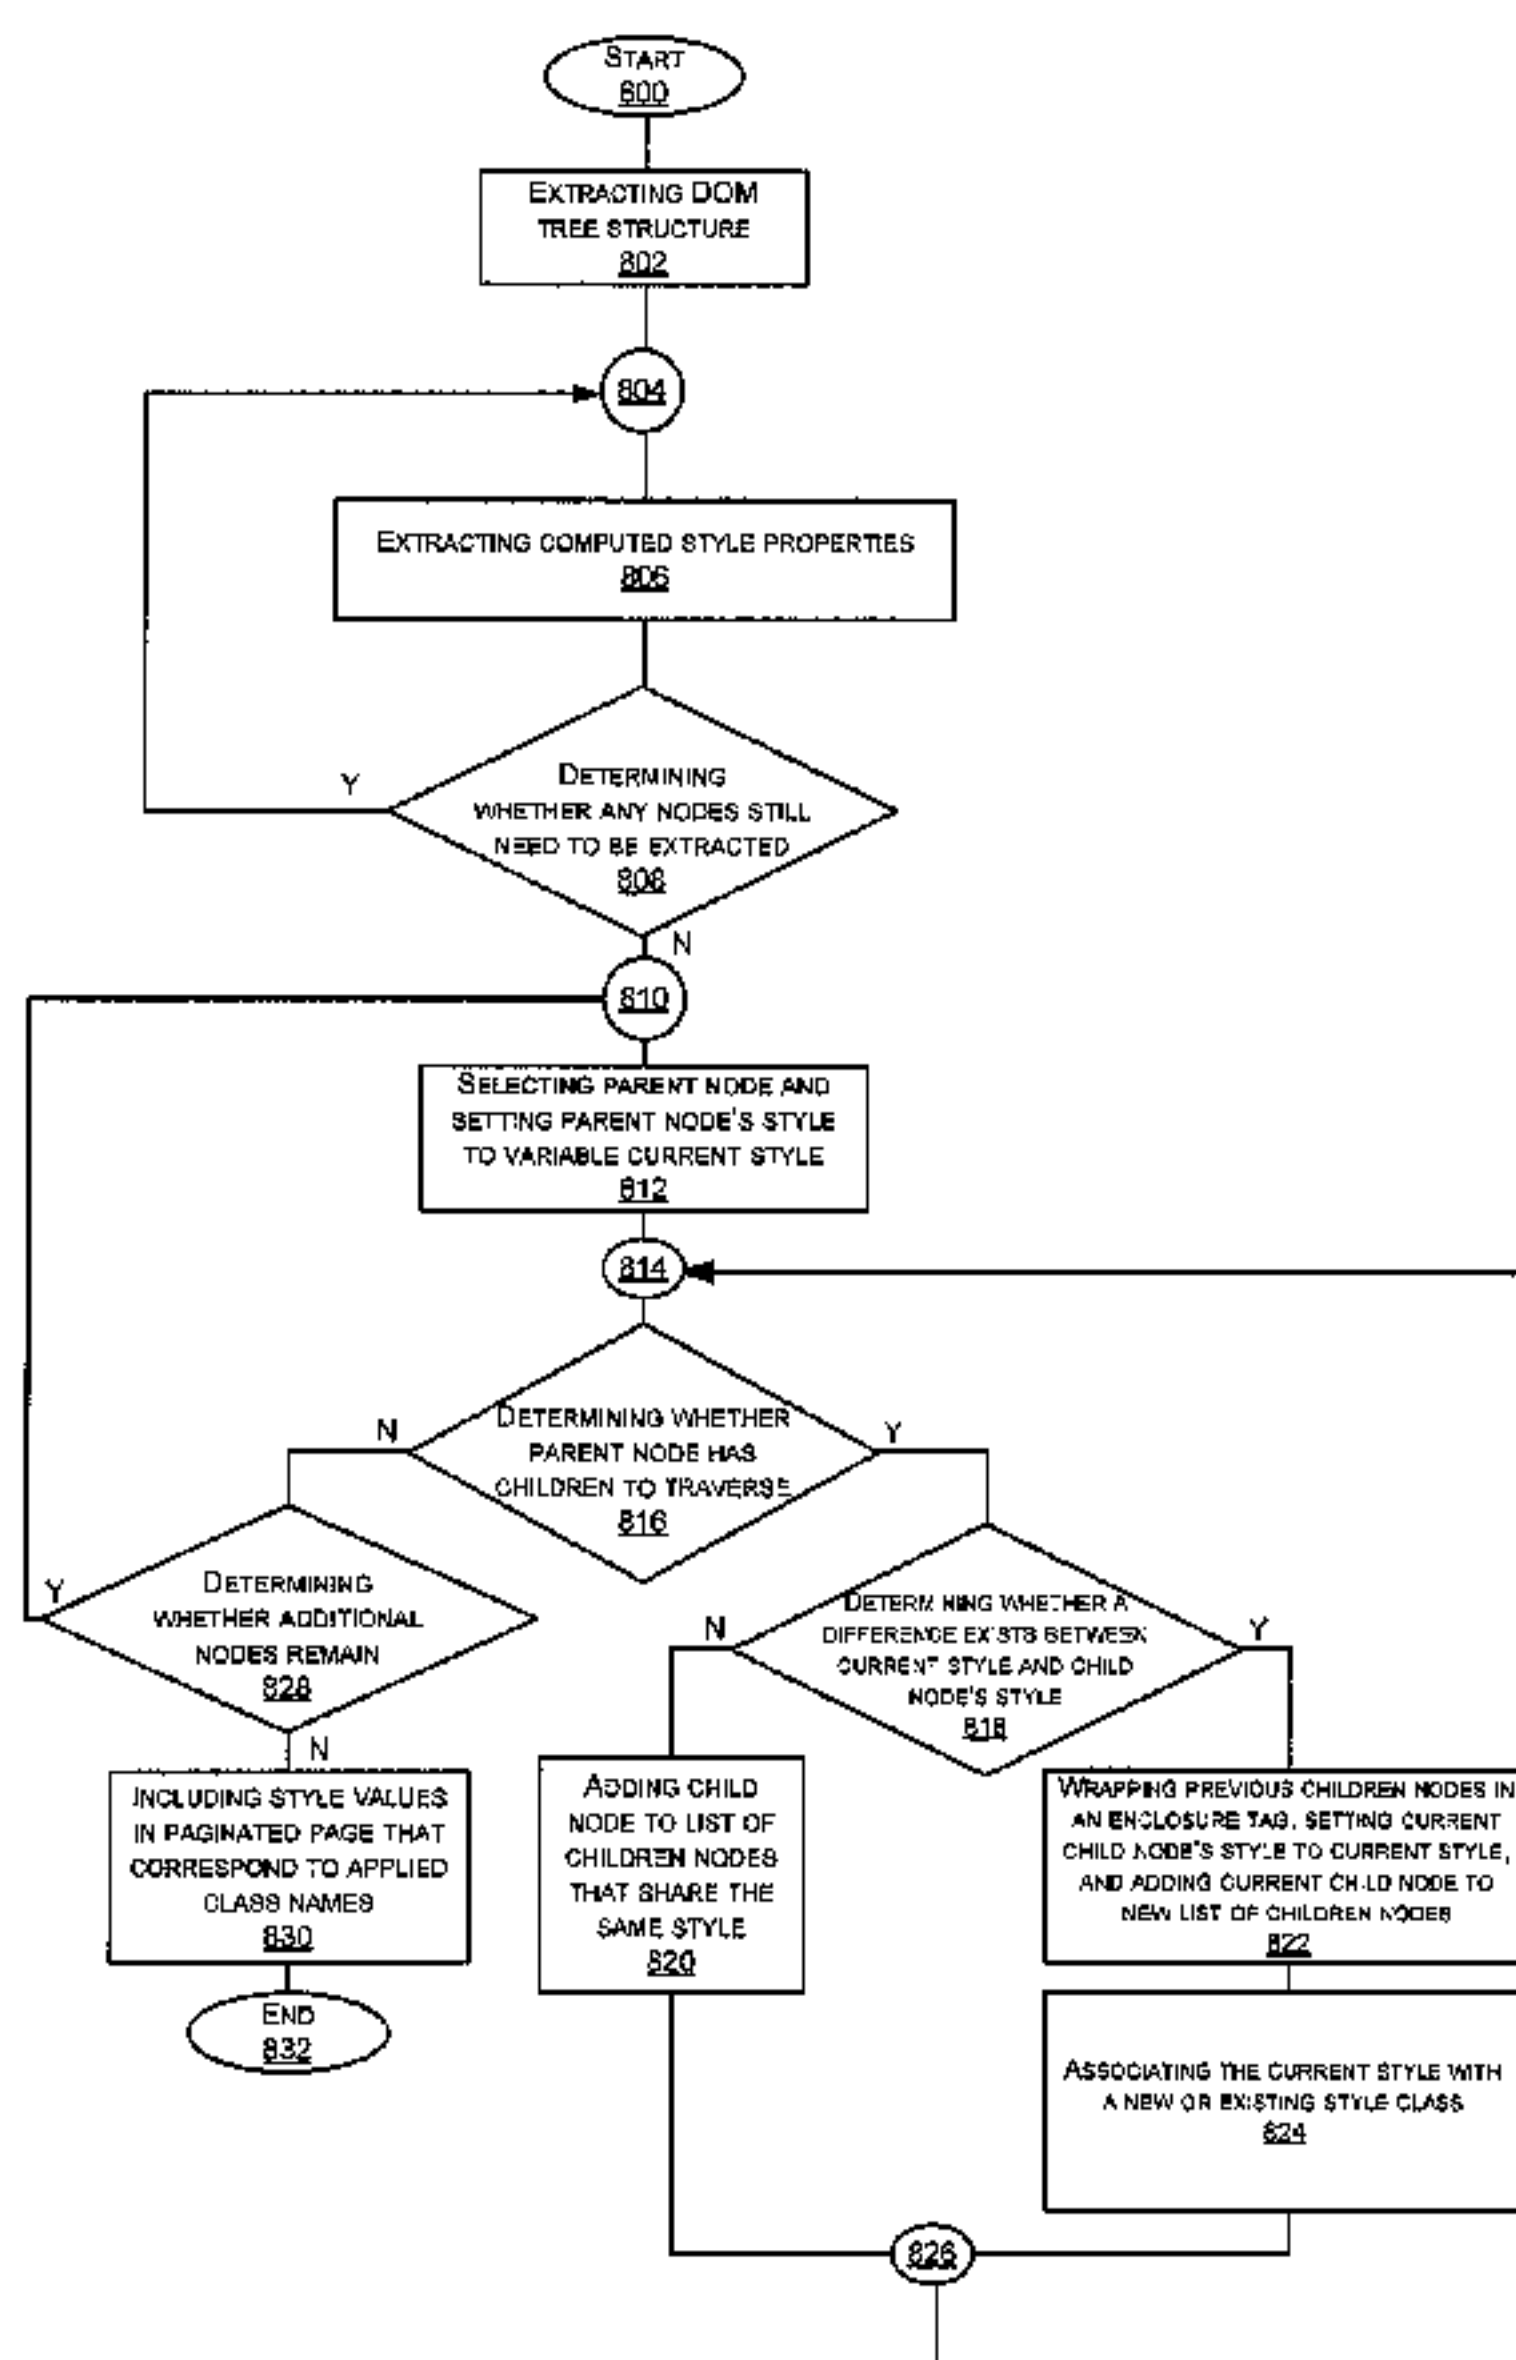 START
800
EXTRACTING DOM
TREE STRUCTURE
802
804
EXTRACTING COMPUTED STYLE PROPERTIES
806
Y
DETERMINING
WHETHER ANY NODES STILL
NEED TO BE EXTRACTED
808
N
810
SELECTING PARENT NODE AND
SETTING PARENT NODE'S STYLE
TO VARIABLE CURRENT STYLE
812
814
N
DETERMINING WHETHER
PARENT NODE HAS
CHILDREN TO TRAVERSE
816
Y
Y
DETERMINING
WHETHER ADDITIONAL
NODES REMAIN
828
N
N
DETERMINING WHETHER A
DIFFERENCE EXISTS BETWEEN
CURRENT STYLE AND CHILD
NODE'S STYLE
818
Y
INCLUDING STYLE VALUES
IN PAGINATED PAGE THAT
CORRESPOND TO APPLIED
CLASS NAMES
830
END
832
ADDING CHILD
NODE TO LIST OF
CHILDREN NODES
THAT SHARE THE
SAME STYLE
820
WRAPPING PREVIOUS CHILDREN NODES IN
AN ENCLOSURE TAG, SETTING CURRENT
CHILD NODE'S STYLE TO CURRENT STYLE,
AND ADDING CURRENT CHILD NODE TO
NEW LIST OF CHILDREN NODES
822
ASSOCIATING THE CURRENT STYLE WITH
A NEW OR EXISTING STYLE CLASS
824
826